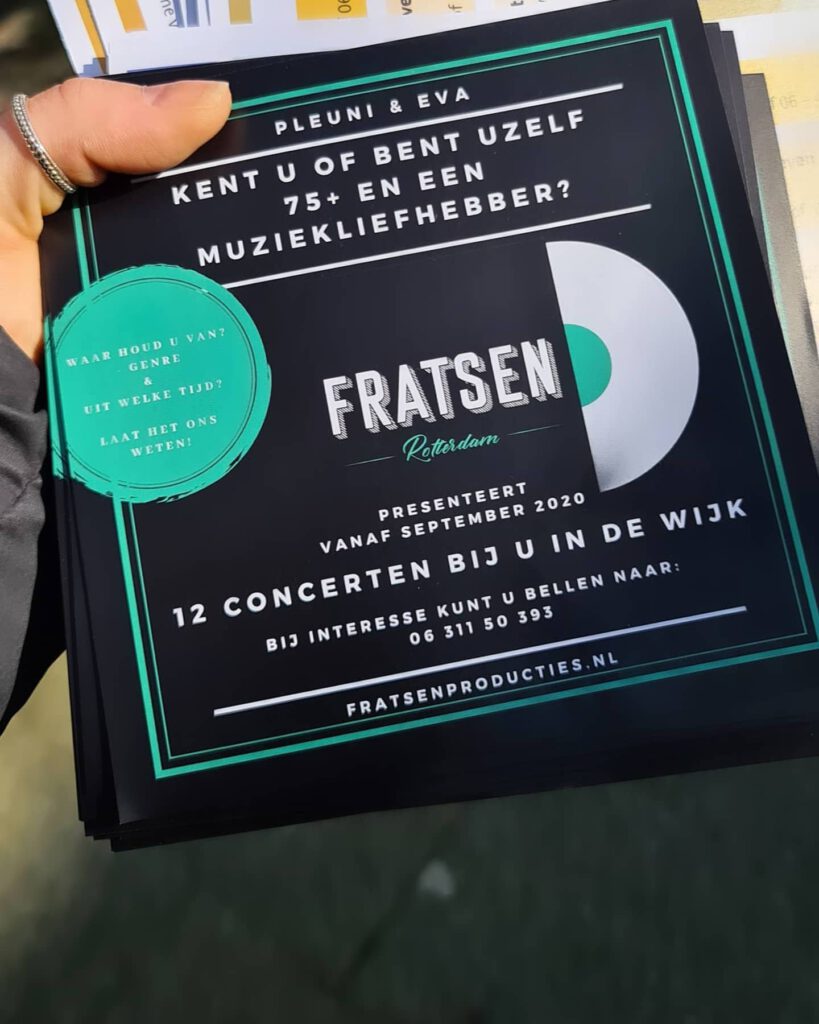 PLEUNI & EVA
KENT U OF BENT UZELF
75+ EN EEN
MUZIEKLIEFHEBBER?
WAAR HOUD U VAN?
GENRE
&
UIT WELKE TIJD?
LAAT HET ONS
WETEN!
FRATSEN
Rotterdam
PRESENTEERT
VANAF SEPTEMBER 2020
12 CONCERTEN BIJ U IN DE WIJK
BIJ INTERESSE KUNT U BELLEN NAAR:
06 311 50 393
FRATSENPRODUCTIES.NL